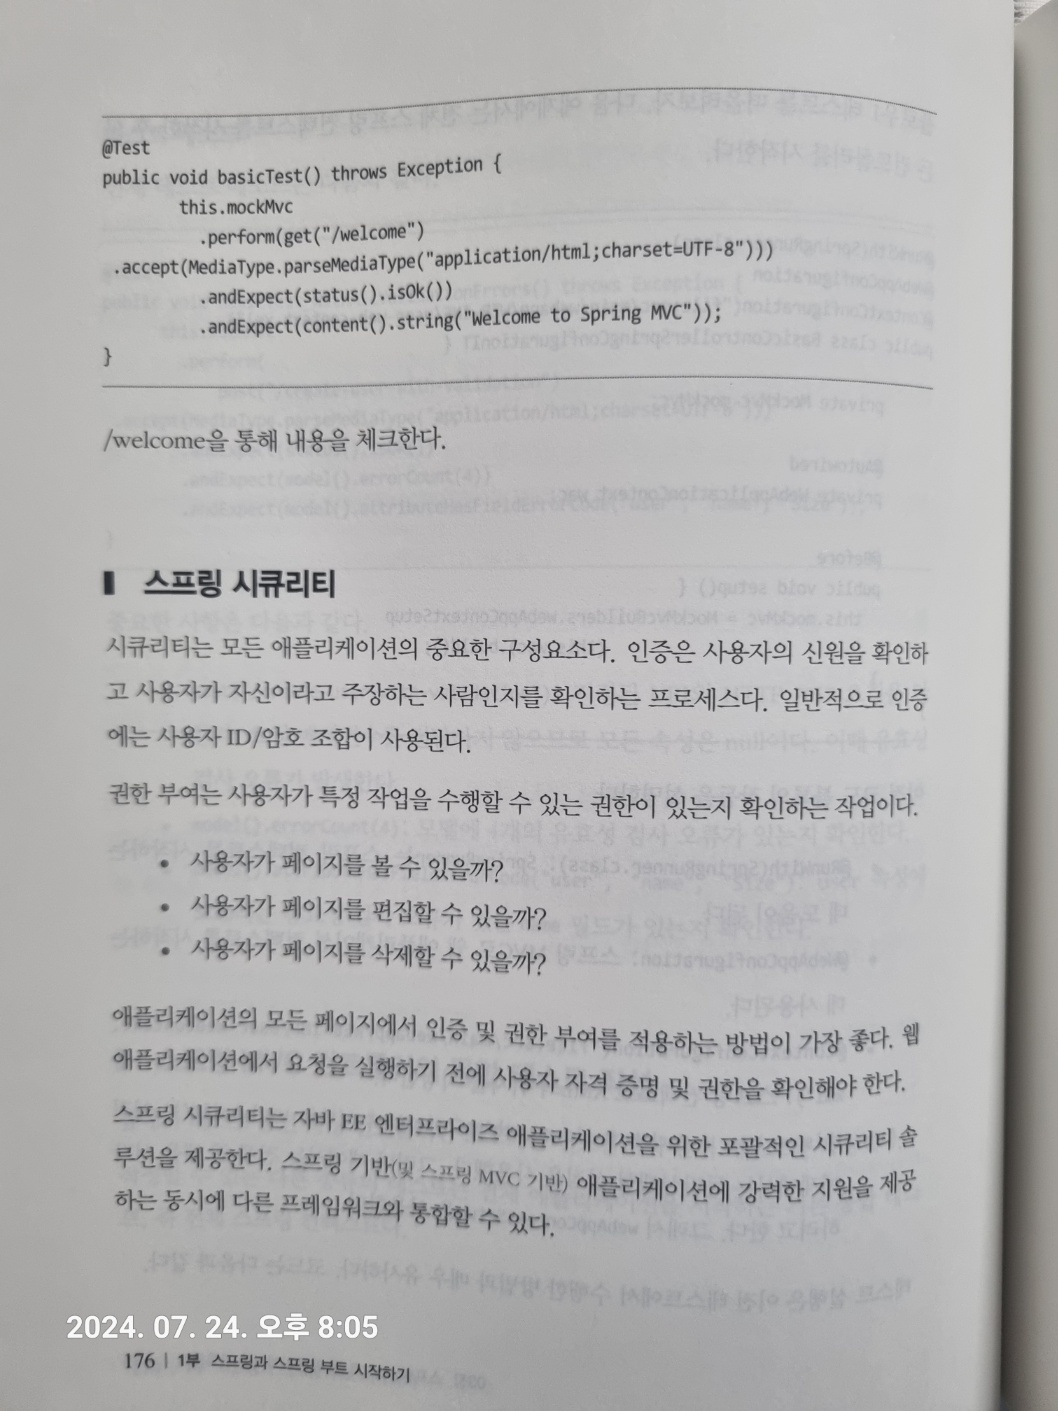 @Test
public void basicTest() throws Exception {
this.mockMvc
.perform(get("/welcome")
.accept(MediaType.parseMediaType("application/html;charset=UTF-8")))
.andExpect(status().isOk())
.andExpect(content().string("Welcome to Spring MVC"));
}
/welcome을 통해 내용을 체크한다.
스프링 시큐리티
시큐리티는 모든 애플리케이션의 중요한 구성요소다. 인증은 사용자의 신원을 확인하
고 사용자가 자신이라고 주장하는 사람인지를 확인하는 프로세스다. 일반적으로 인증
에는 사용자 ID/암호 조합이 사용된다.
권한 부여는 사용자가 특정 작업을 수행할 수 있는 권한이 있는지 확인하는 작업이다.
• 사용자가 페이지를 볼 수 있을까?
• 사용자가 페이지를 편집할 수 있을까?
• 사용자가 페이지를 삭제할 수 있을까?
애플리케이션의 모든 페이지에서 인증 및 권한 부여를 적용하는 방법이 가장 좋다. 웹
애플리케이션에서 요청을 실행하기 전에 사용자 자격 증명 및 권한을 확인해야 한다.
스프링 시큐리티는 자바 EE 엔터프라이즈 애플리케이션을 위한 포괄적인 시큐리티 솔
루션을 제공한다. 스프링 기반(및 스프링 MVC 기반) 애플리케이션에 강력한 지원을 제공
하는 동시에 다른 프레임워크와 통합할 수 있다.
2024. 07. 24. 오후 8:05
176 | 1부 스프링과 스프링 부트 시작하기